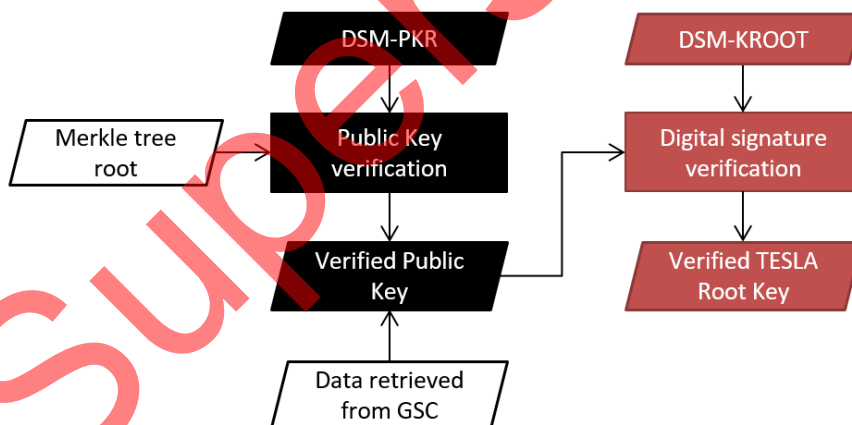 DSM-PKR
DSM-KROOT
Merkle tree
root
Public Key
verification
Digital signature
verification
Verified Public
Key
Verified TESLA
Root Key
Data retrieved
from GSC
Supers